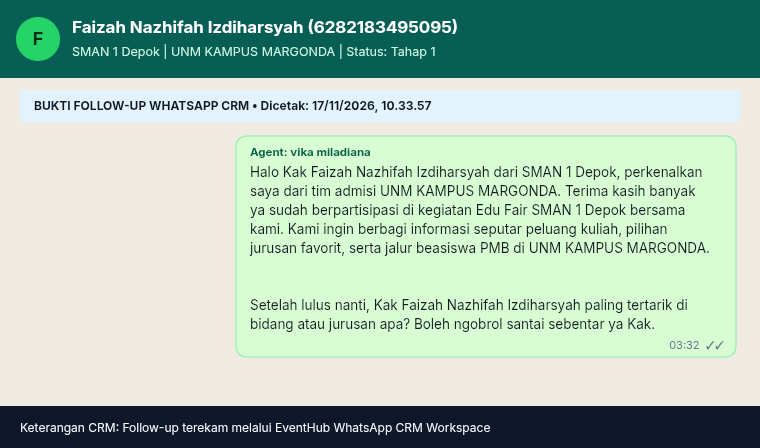 F
Faizah Nazhifah Izdiharsyah (6282183495095)
SMAN 1 Depok | UNM KAMPUS MARGONDA | Status: Tahap 1
BUKTI FOLLOW-UP WHATSAPP CRM • Dicetak: 17/11/2026, 10.33.57
Agent: vika miladiana
Halo Kak Faizah Nazhifah Izdiharsyah dari SMAN 1 Depok, perkenalkan
saya dari tim admisi UNM KAMPUS MARGONDA. Terima kasih banyak
ya sudah berpartisipasi di kegiatan Edu Fair SMAN 1 Depok bersama
kami. Kami ingin berbagi informasi seputar peluang kuliah, pilihan
jurusan favorit, serta jalur beasiswa PMB di UNM KAMPUS MARGONDA.
Setelah lulus nanti, Kak Faizah Nazhifah Izdiharsyah paling tertarik di
bidang atau jurusan apa? Boleh ngobrol santai sebentar ya Kak.
03:32 ✓✓
Keterangan CRM: Follow-up terekam melalui EventHub WhatsApp CRM Workspace